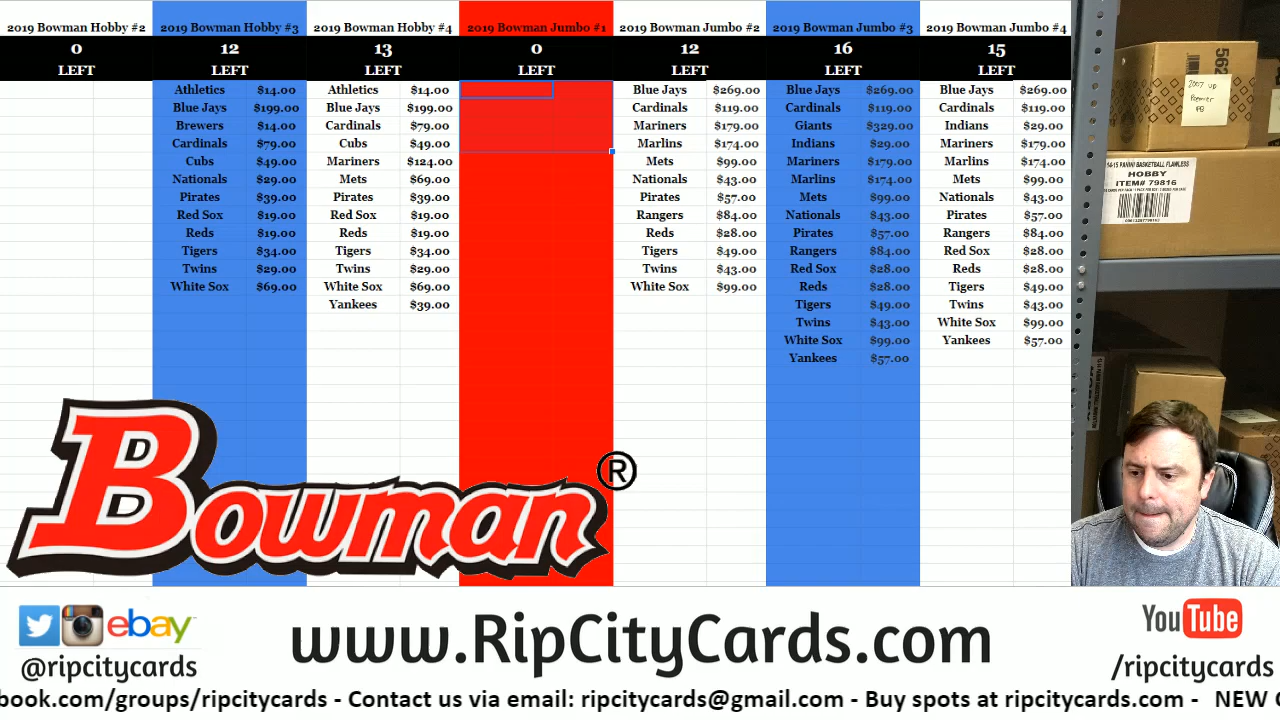 2019 Bowman Hobby #2 2019 Bowman Hobby #3 2019 Bowman Hobby #4 2019 Bowman Jumbo #1 2019 Bowman Jumbo #2 2019 Bowman Jumbo #3 2019 Bowman Jumbo #4
0 12 13 0 12 16 15
LEFT LEFT LEFT LEFT LEFT LEFT LEFT
Athletics $14.00 Athletics $14.00 Blue Jays $269.00 Blue Jays $269.00 Blue Jays $269.00
Blue Jays $199.00 Blue Jays $199.00 Cardinals $119.00 Cardinals $119.00 Cardinals $119.00
Brewers $14.00 Cardinals $79.00 Mariners $179.00 Giants $329.00 Indians $29.00
Cardinals $79.00 Cubs $49.00 Marlins $174.00 Indians $29.00 Mariners $179.00
Cubs $49.00 Mariners $124.00 Mets $99.00 Mariners $179.00 Marlins $174.00
Nationals $29.00 Mets $69.00 Nationals $43.00 Marlins $174.00 Mets $99.00
Pirates $39.00 Pirates $39.00 Pirates $57.00 Mets $99.00 Nationals $43.00
Red Sox $19.00 Red Sox $19.00 Rangers $84.00 Nationals $43.00 Pirates $57.00
Reds $19.00 Reds $19.00 Reds $28.00 Pirates $57.00 Rangers $84.00
Tigers $34.00 Tigers $34.00 Tigers $49.00 Rangers $84.00 Red Sox $28.00
Twins $29.00 Twins $29.00 Twins $43.00 Red Sox $28.00 Reds $28.00
White Sox $69.00 White Sox $69.00 White Sox $99.00 Reds $28.00 Tigers $49.00
Yankees $39.00 Tigers $49.00 Twins $43.00
Twins $43.00 White Sox $99.00
White Sox $99.00 Yankees $57.00
Yankees $57.00
Bowman®
562
2007 UD
Premier
FB
14-15 PANINI BASKETBALL FLAWLESS
HOBBY
ITEM# 79816
ebay
@ripcitycards
www.RipCityCards.com
YouTube
/ripcitycards
book.com/groups/ripcitycards - Contact us via email: ripcitycards@gmail.com - Buy spots at ripcitycards.com - NEW